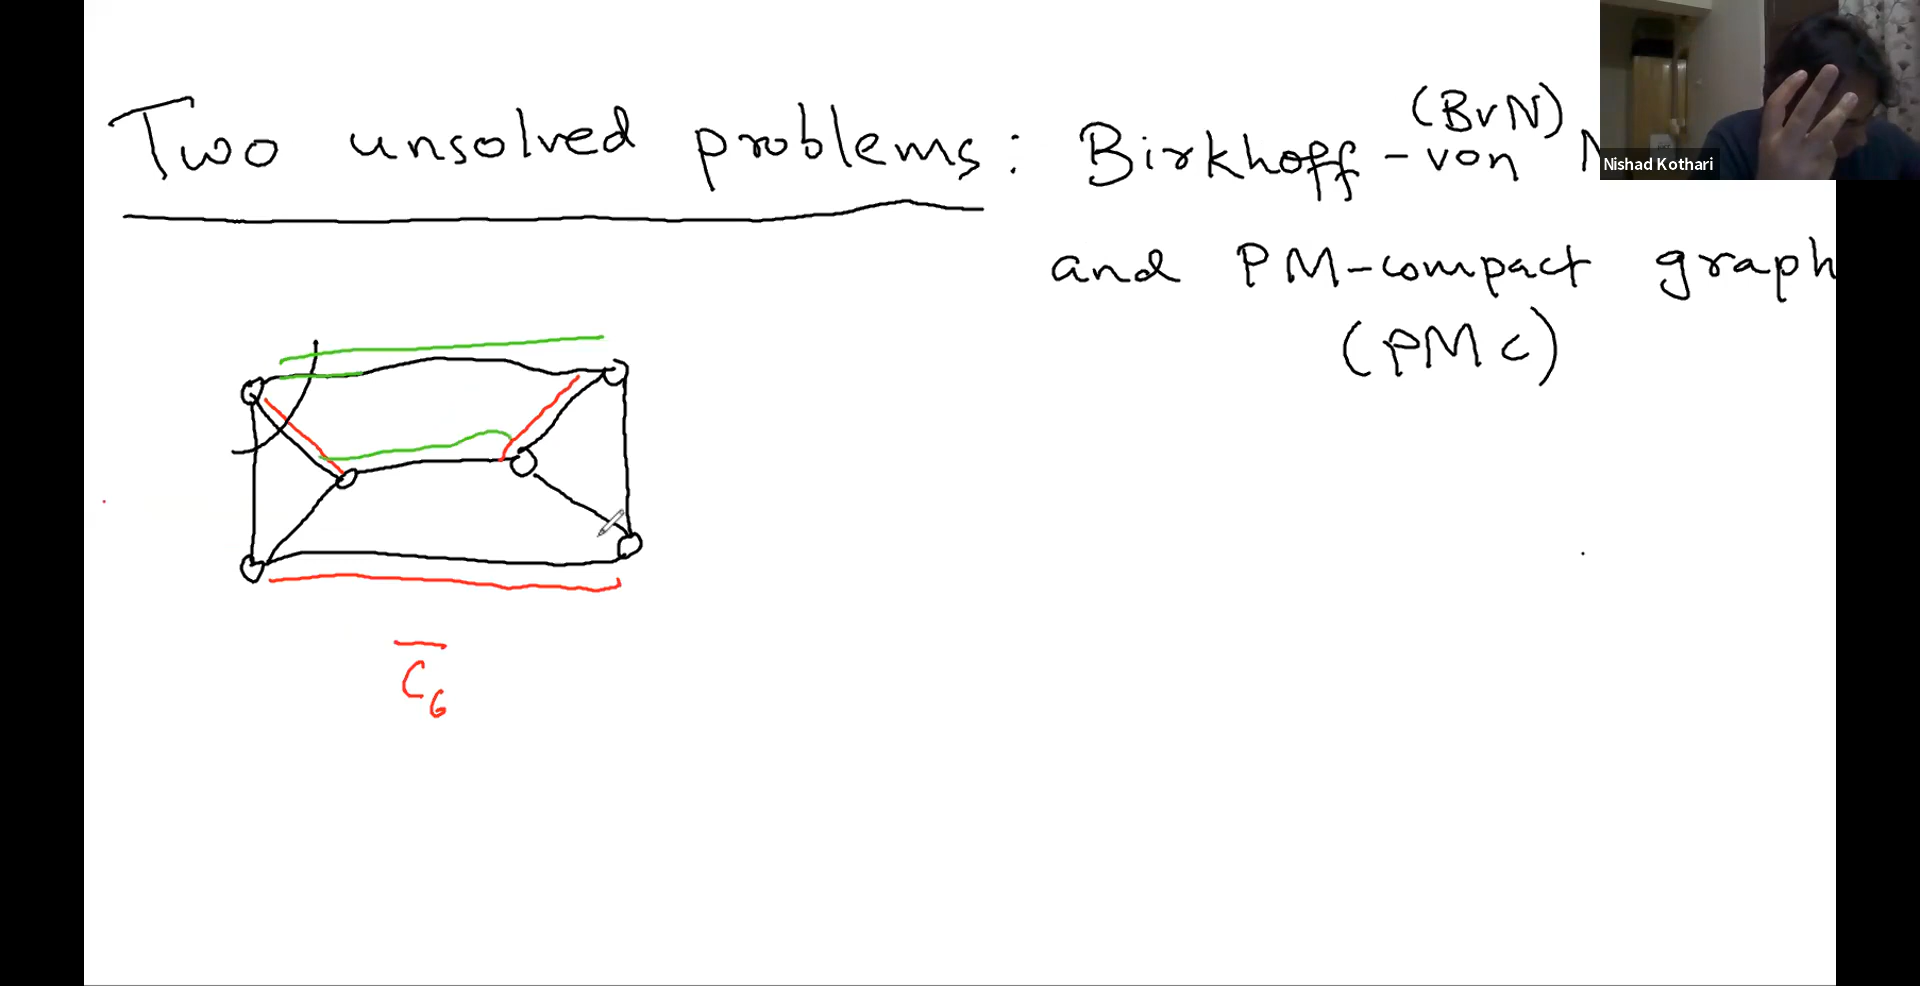 (BvN)
Two unsolved problems: Birkhoff-von
Nishad Kothari
and PM-compact graph
(PMc)
C̅₆